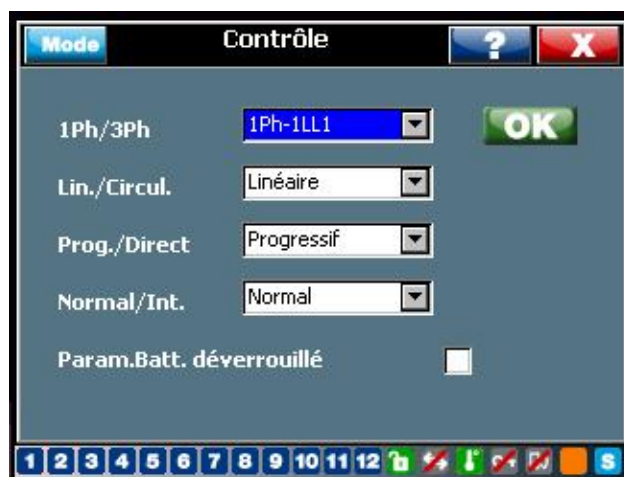 Mode Contrôle ? X
1Ph/3Ph 1Ph-1LL1 OK
Lin./Circul. Linéaire
Prog./Direct Progressif
Normal/Int. Normal
Param.Batt. déverrouillé
1 2 3 4 5 6 7 8 9 10 11 12 S